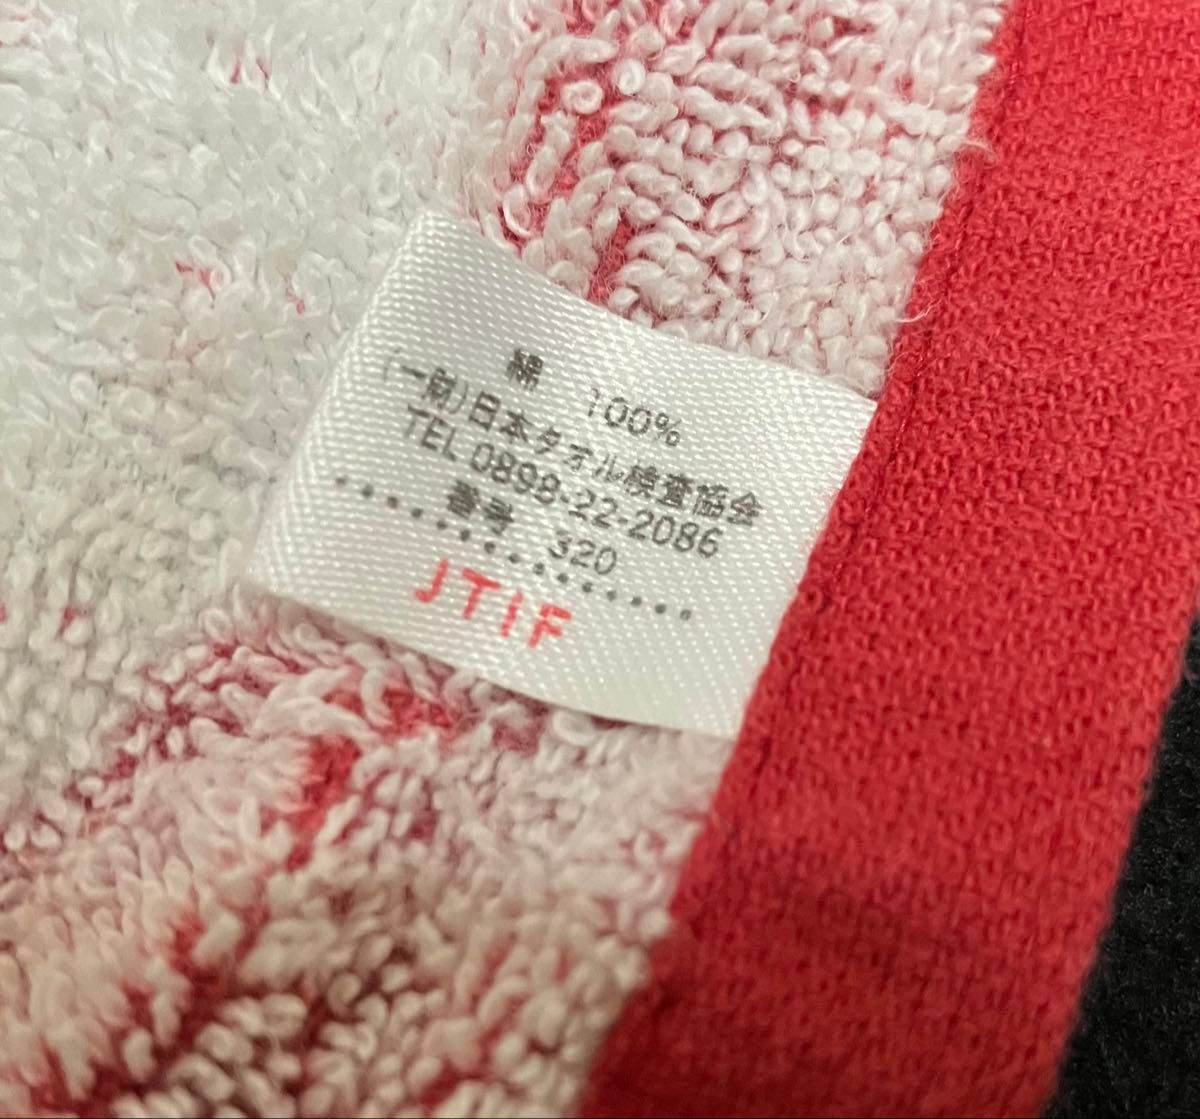 綿 100%
(一財)日本タオル検査協会
TEL 0898-22-2086
番号 320
JTIF